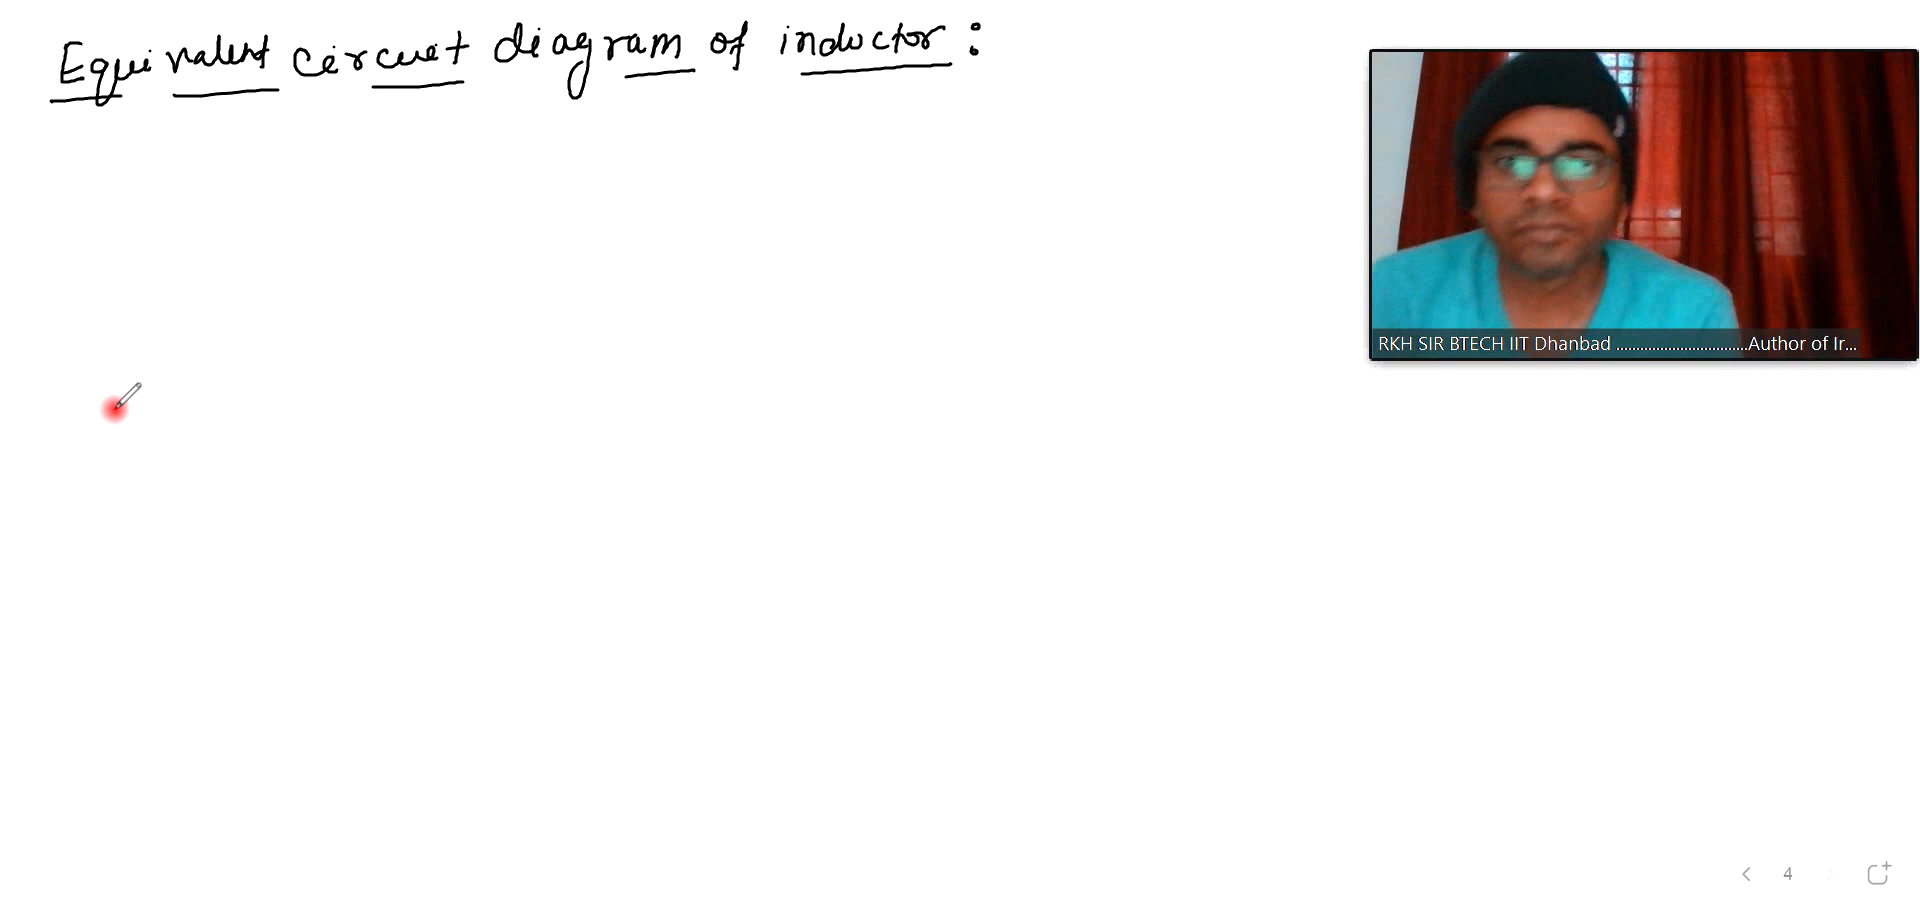 Equivalent circuit diagram of inductor :
RKH SIR BTECH IIT Dhanbad ................................Author of Ir...
4